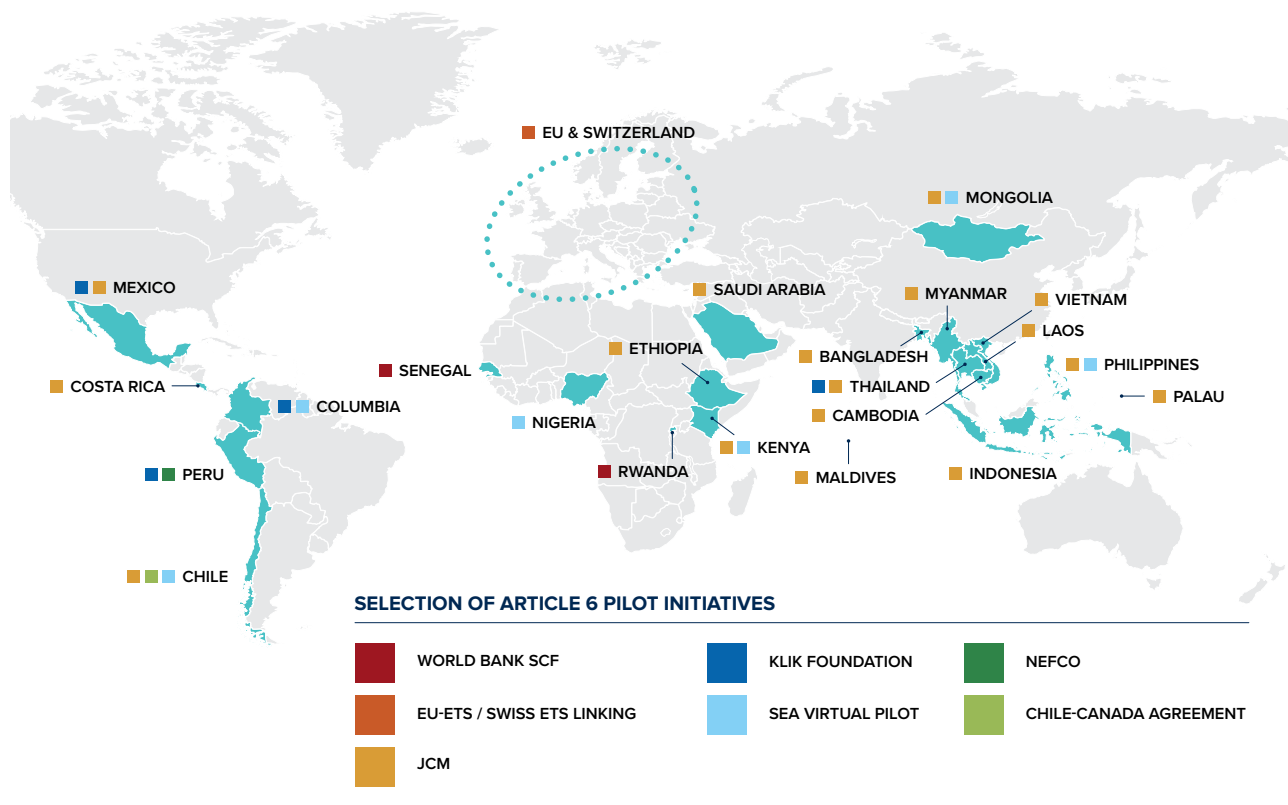 EU & SWITZERLAND
MONGOLIA
MEXICO
SAUDI ARABIA
MYANMAR
VIETNAM
LAOS
ETHIOPIA
BANGLADESH
SENEGAL
PHILIPPINES
COSTA RICA
THAILAND
PALAU
COLUMBIA
CAMBODIA
NIGERIA
KENYA
RWANDA
PERU
MALDIVES
INDONESIA
CHILE
SELECTION OF ARTICLE 6 PILOT INITIATIVES
WORLD BANK SCF
KLIK FOUNDATION
NEFCO
EU-ETS / SWISS ETS LINKING
SEA VIRTUAL PILOT
CHILE-CANADA AGREEMENT
JCM